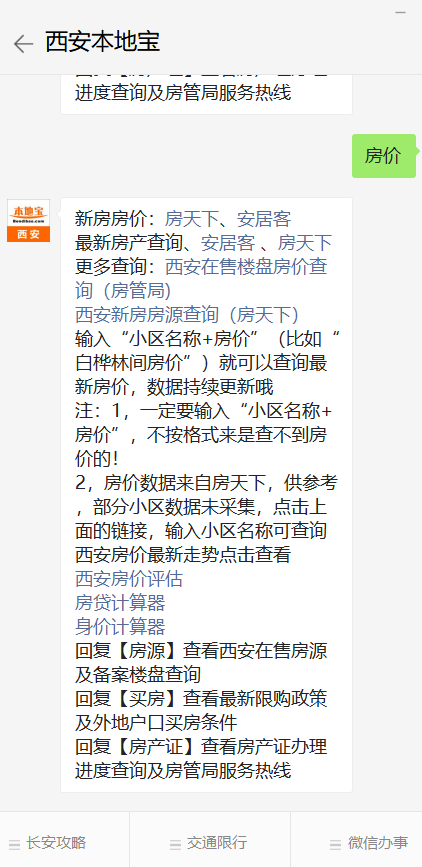 西安本地宝
进度查询及房管局服务热线
房价
本地宝
Bendibao.com
西安
新房房价：房天下、安居客
最新房产查询、安居客 、房天下
更多查询：西安在售楼盘房价查
询（房管局）
西安新房房源查询（房天下）
输入“小区名称+房价”（比如“
白桦林间房价”）就可以查询最
新房价，数据持续更新哦
注：1，一定要输入“小区名称+
房价”，不按格式来是查不到房
价的！
2，房价数据来自房天下，供参考
，部分小区数据未采集，点击上
面的链接，输入小区名称可查询
西安房价最新走势点击查看
西安房价评估
房贷计算器
身价计算器
回复【房源】查看西安在售房源
及备案楼盘查询
回复【买房】查看最新限购政策
及外地户口买房条件
回复【房产证】查看房产证办理
进度查询及房管局服务热线
长安攻略
交通限行
微信办事